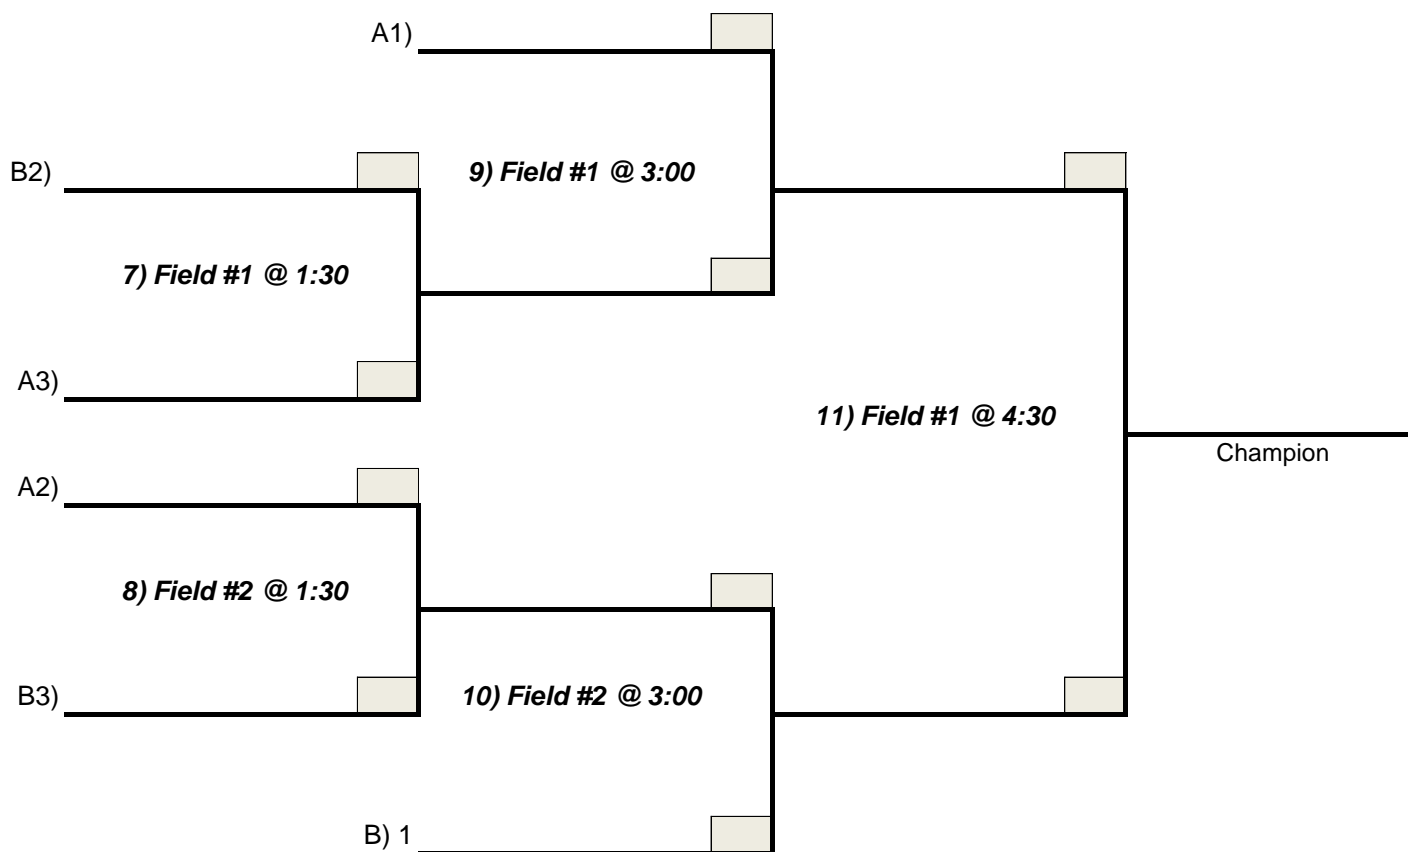 A1)
B2)
9) Field #1 @ 3:00
7) Field #1 @ 1:30
A3)
11) Field #1 @ 4:30
Champion
A2)
8) Field #2 @ 1:30
B3)
10) Field #2 @ 3:00
B) 1